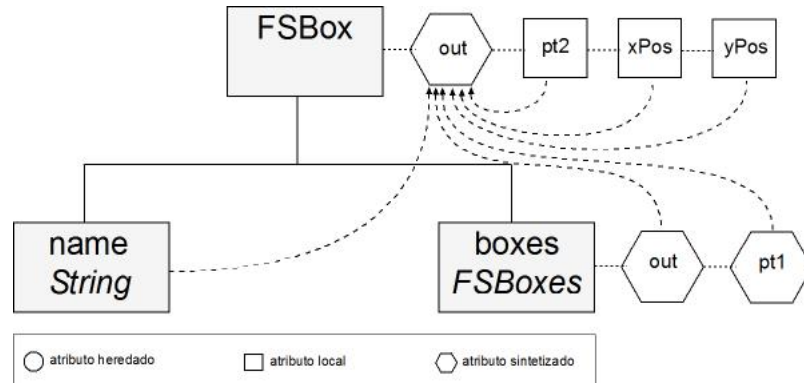 FSBox
out
pt2
xPos
yPos
name
String
boxes
FSBoxes
out
pt1
atributo heredado
atributo local
atributo sintetizado